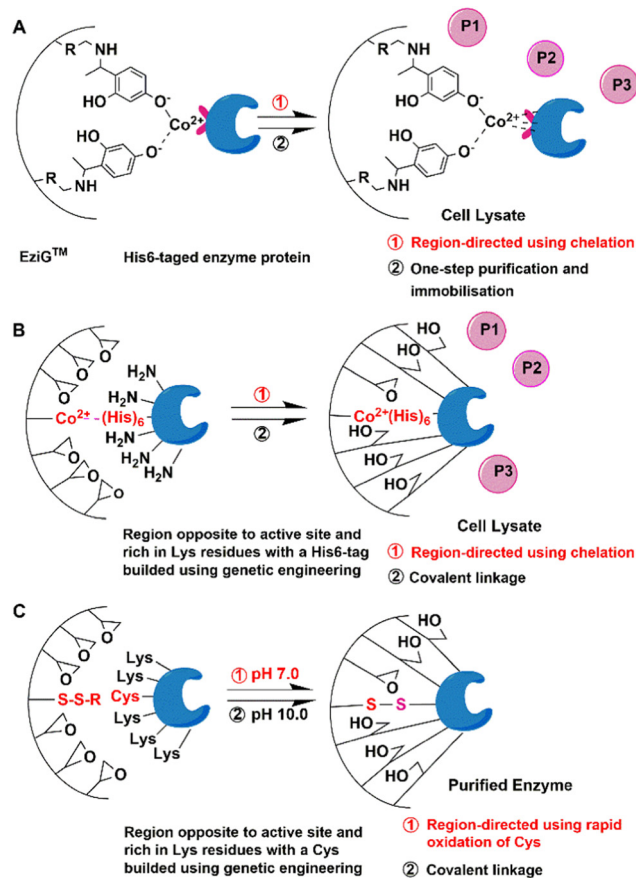 A
R
NH
HO
O-
Co2+
HO
O-
R
NH
①
②
R
NH
HO
O-
Co2+
HO
O-
R
NH
P1
P2
P3
Cell Lysate
EziG™
His6-taged enzyme protein
① Region-directed using chelation
② One-step purification and
immobilisation
B
O
O
O
Co2+--(His)6
O
O
O
H2N
H2N
H2N
H2N
H2N
①
②
HO
HO
O
Co2+(His)6
HO
HO
HO
P1
P2
P3
Cell Lysate
Region opposite to active site and
rich in Lys residues with a His6-tag
builded using genetic engineering
① Region-directed using chelation
② Covalent linkage
C
O
O
O
S-S-R
O
O
O
Lys
Lys
Cys
Lys
Lys
Lys
① pH 7.0
② pH 10.0
HO
HO
O
S-S
HO
HO
HO
Purified Enzyme
Region opposite to active site and
rich in Lys residues with a Cys
builded using genetic engineering
① Region-directed using rapid
oxidation of Cys
② Covalent linkage